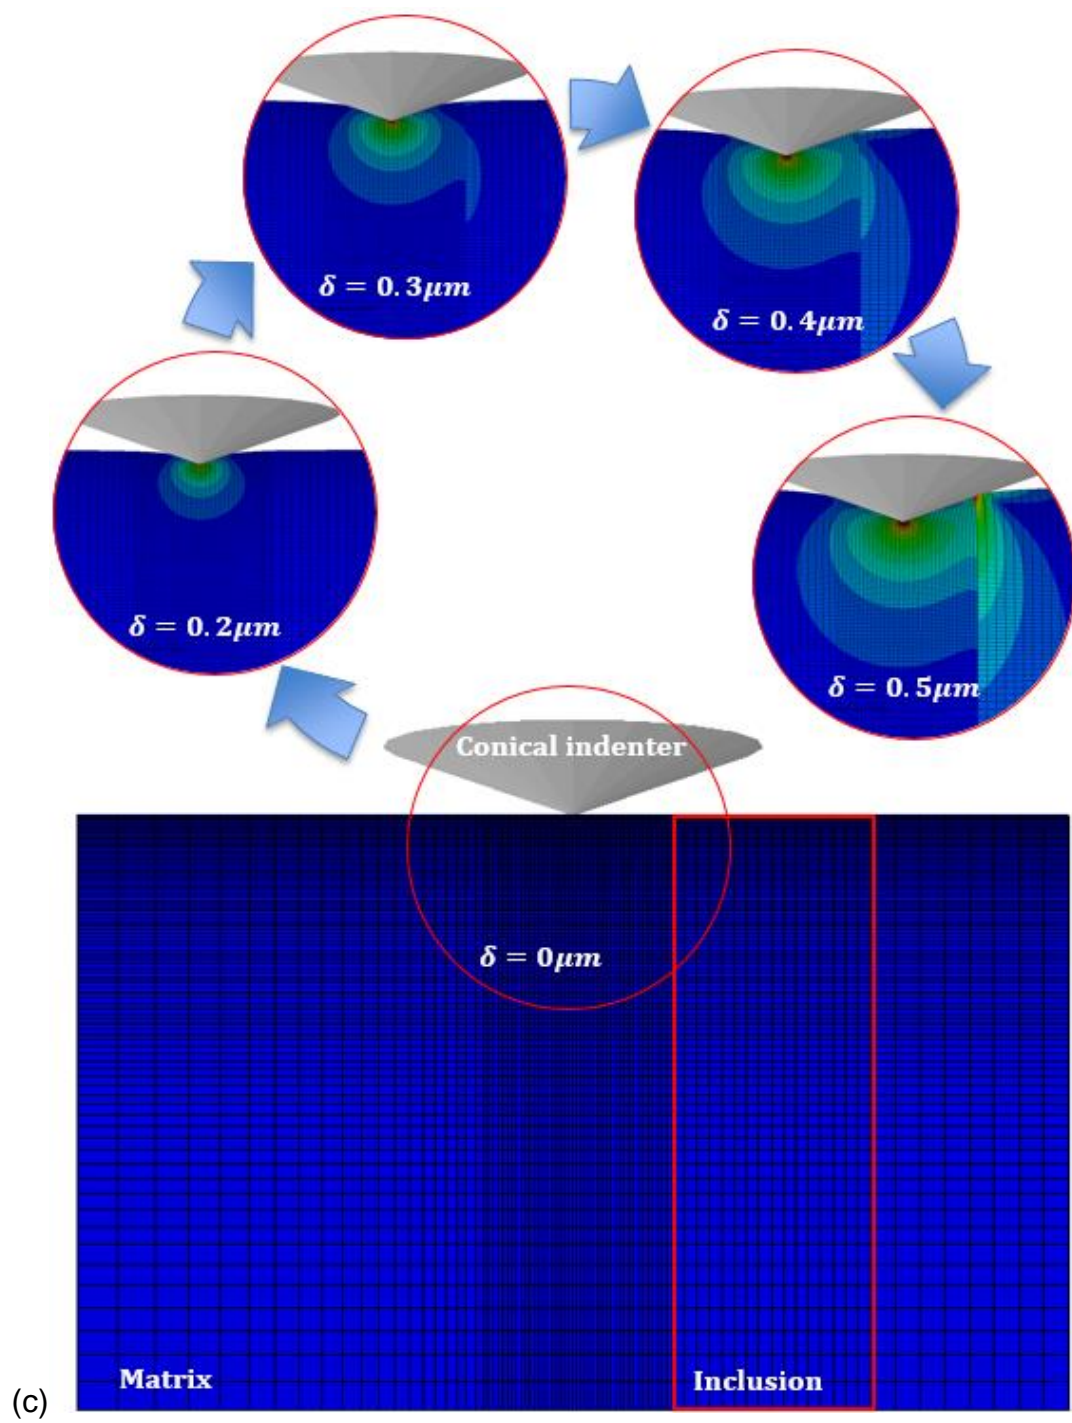 δ = 0.3μm
δ = 0.4μm
δ = 0.2μm
δ = 0.5μm
Conical indenter
δ = 0μm
Matrix
Inclusion
(c)